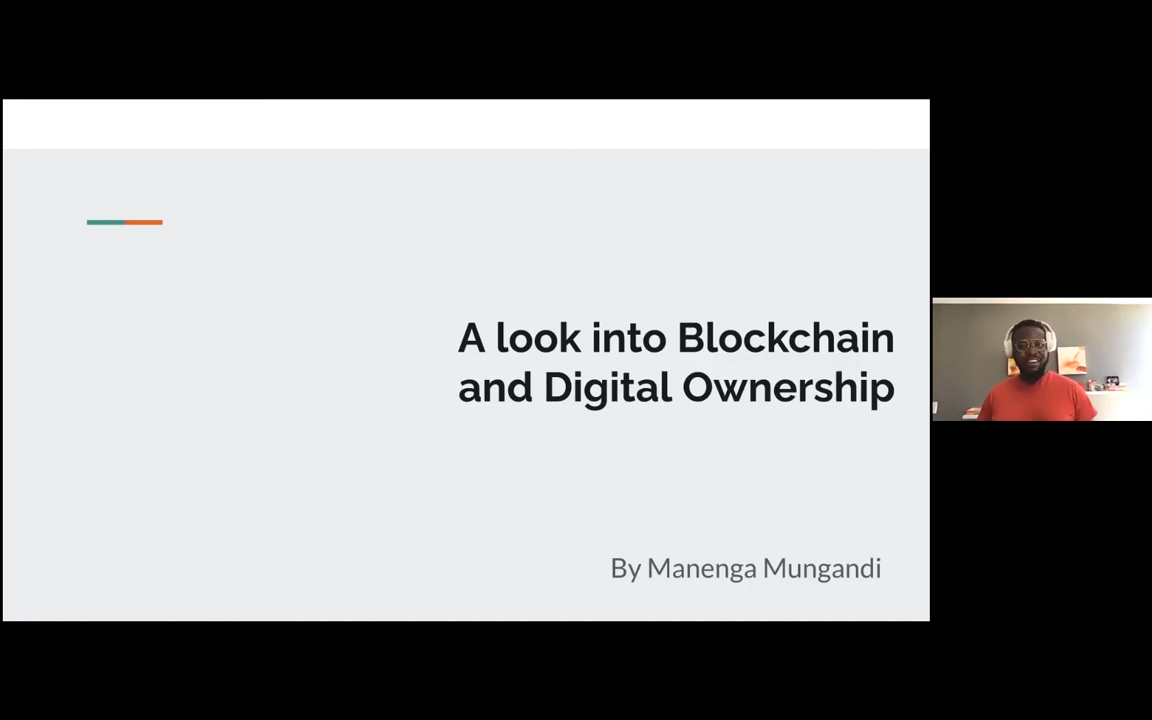 A look into Blockchain
and Digital Ownership
By Manenga Mungandi